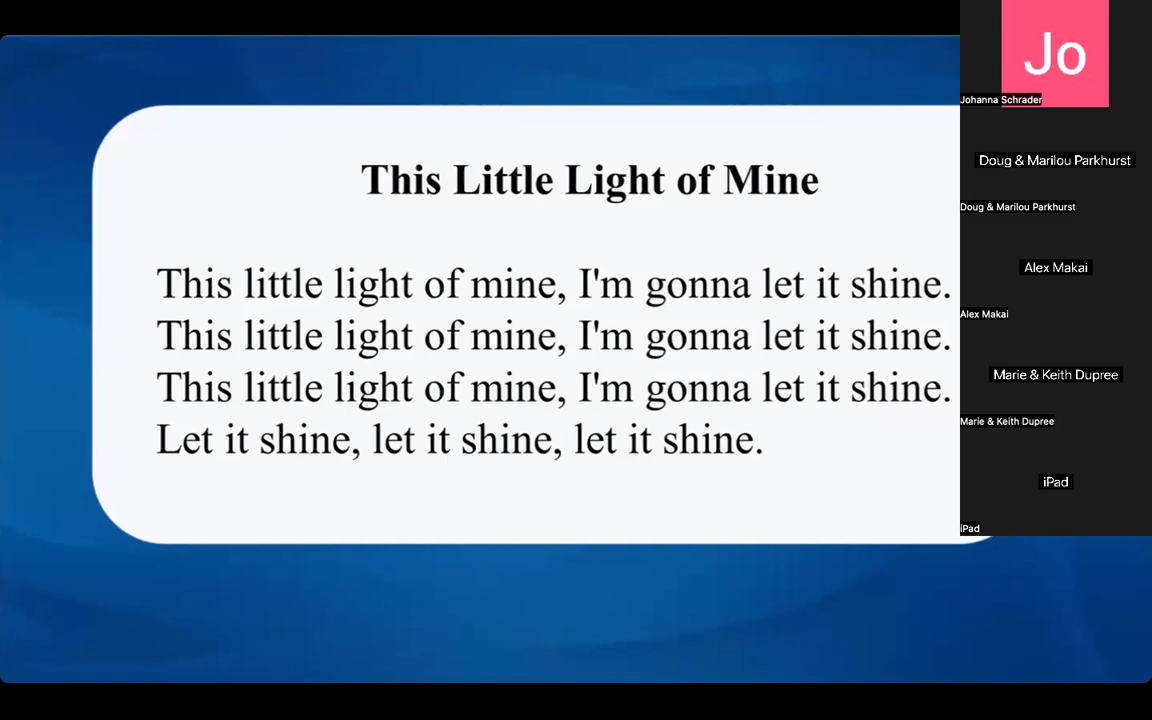 This Little Light of Mine
This little light of mine, I'm gonna let it shine.
This little light of mine, I'm gonna let it shine.
This little light of mine, I'm gonna let it shine.
Let it shine, let it shine, let it shine.
Jo
Johanna Schrader
Doug & Marilou Parkhurst
Doug & Marilou Parkhurst
Alex Makai
Alex Makai
Marie & Keith Dupree
Marie & Keith Dupree
iPad
iPad